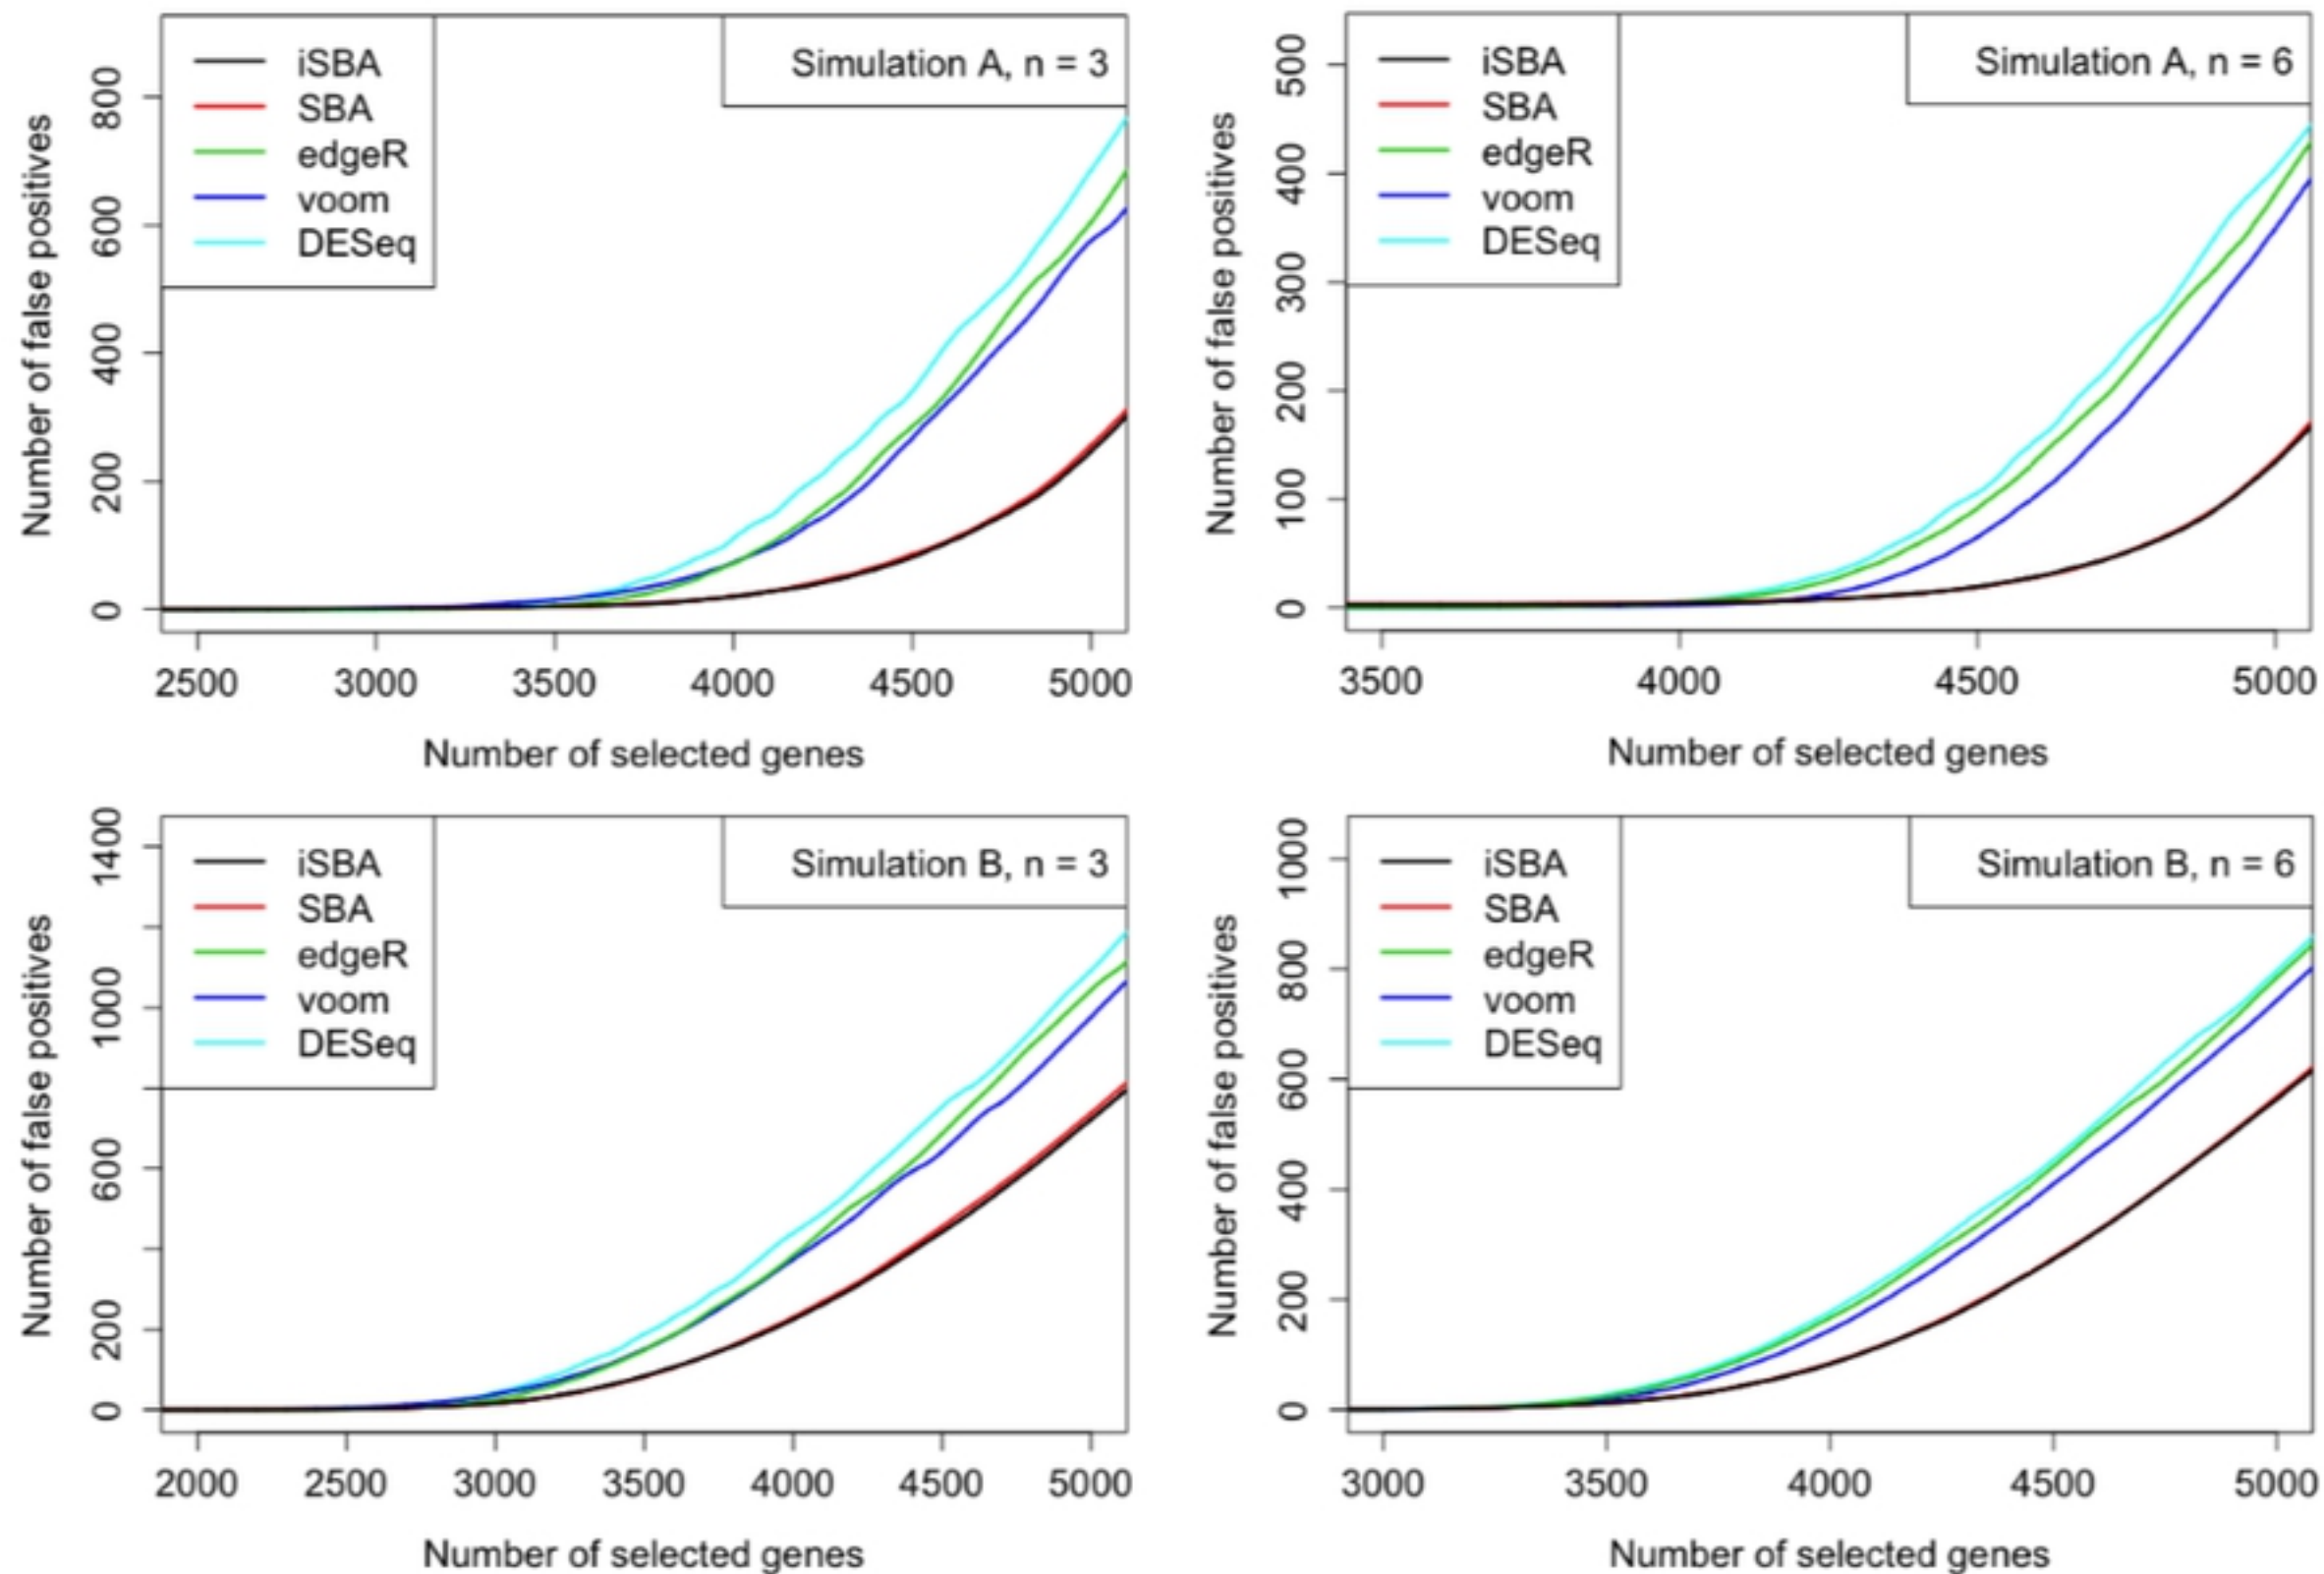 iSBA
SBA
edgeR
voom
DESeq
Simulation A, n = 3
Number of false positives
0 200 400 600 800
2500 3000 3500 4000 4500 5000
Number of selected genes
iSBA
SBA
edgeR
voom
DESeq
Simulation A, n = 6
Number of false positives
0 100 200 300 400 500
3500 4000 4500 5000
Number of selected genes
iSBA
SBA
edgeR
voom
DESeq
Simulation B, n = 3
Number of false positives
0 200 600 1000 1400
2000 2500 3000 3500 4000 4500 5000
Number of selected genes
iSBA
SBA
edgeR
voom
DESeq
Simulation B, n = 6
Number of false positives
0 200 400 600 800 1000
3000 3500 4000 4500 5000
Number of selected genes